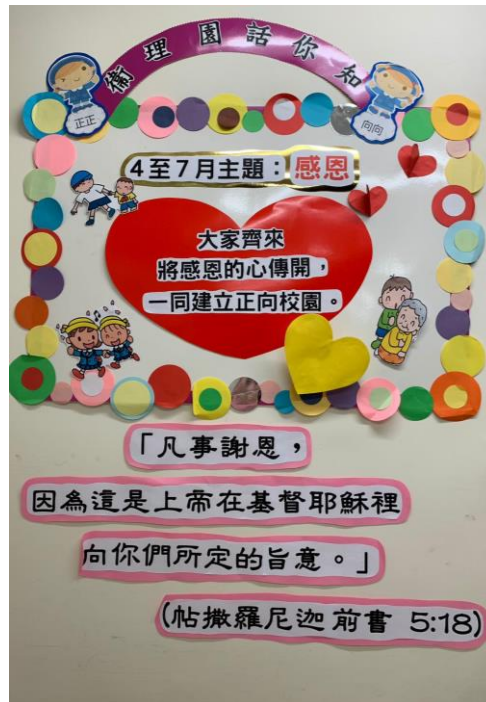 衞理園話你知
正正
向向
4至7月主題：感恩
大家齊來
將感恩的心傳開，
一同建立正向校園。
「凡事謝恩，
因為這是上帝在基督耶穌裡
向你們所定的旨意。」
(帖撒羅尼迦前書 5:18)